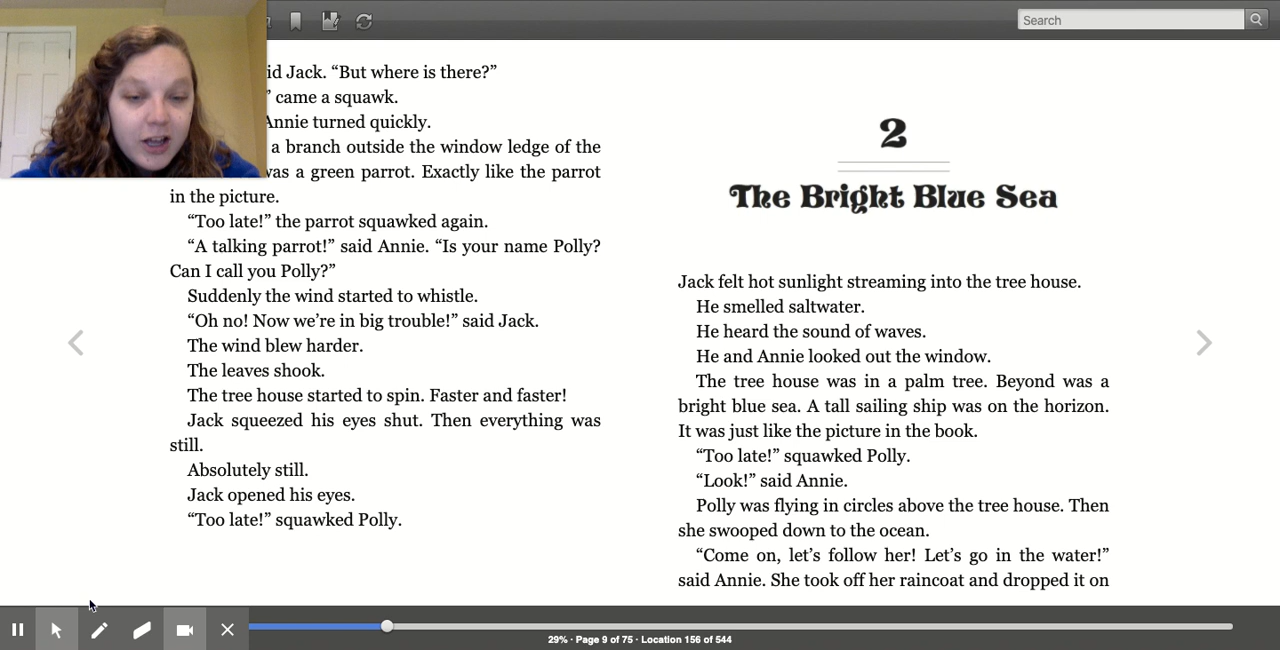 Search
id Jack. “But where is there?”
” came a squawk.
Annie turned quickly.
a branch outside the window ledge of the
was a green parrot. Exactly like the parrot
in the picture.
“Too late!” the parrot squawked again.
“A talking parrot!” said Annie. “Is your name Polly?
Can I call you Polly?”
Suddenly the wind started to whistle.
“Oh no! Now we’re in big trouble!” said Jack.
The wind blew harder.
The leaves shook.
The tree house started to spin. Faster and faster!
Jack squeezed his eyes shut. Then everything was
still.
Absolutely still.
Jack opened his eyes.
“Too late!” squawked Polly.
2
The Bright Blue Sea
Jack felt hot sunlight streaming into the tree house.
He smelled saltwater.
He heard the sound of waves.
He and Annie looked out the window.
The tree house was in a palm tree. Beyond was a
bright blue sea. A tall sailing ship was on the horizon.
It was just like the picture in the book.
“Too late!” squawked Polly.
“Look!” said Annie.
Polly was flying in circles above the tree house. Then
she swooped down to the ocean.
“Come on, let’s follow her! Let’s go in the water!”
said Annie. She took off her raincoat and dropped it on
29% · Page 9 of 75 · Location 156 of 544